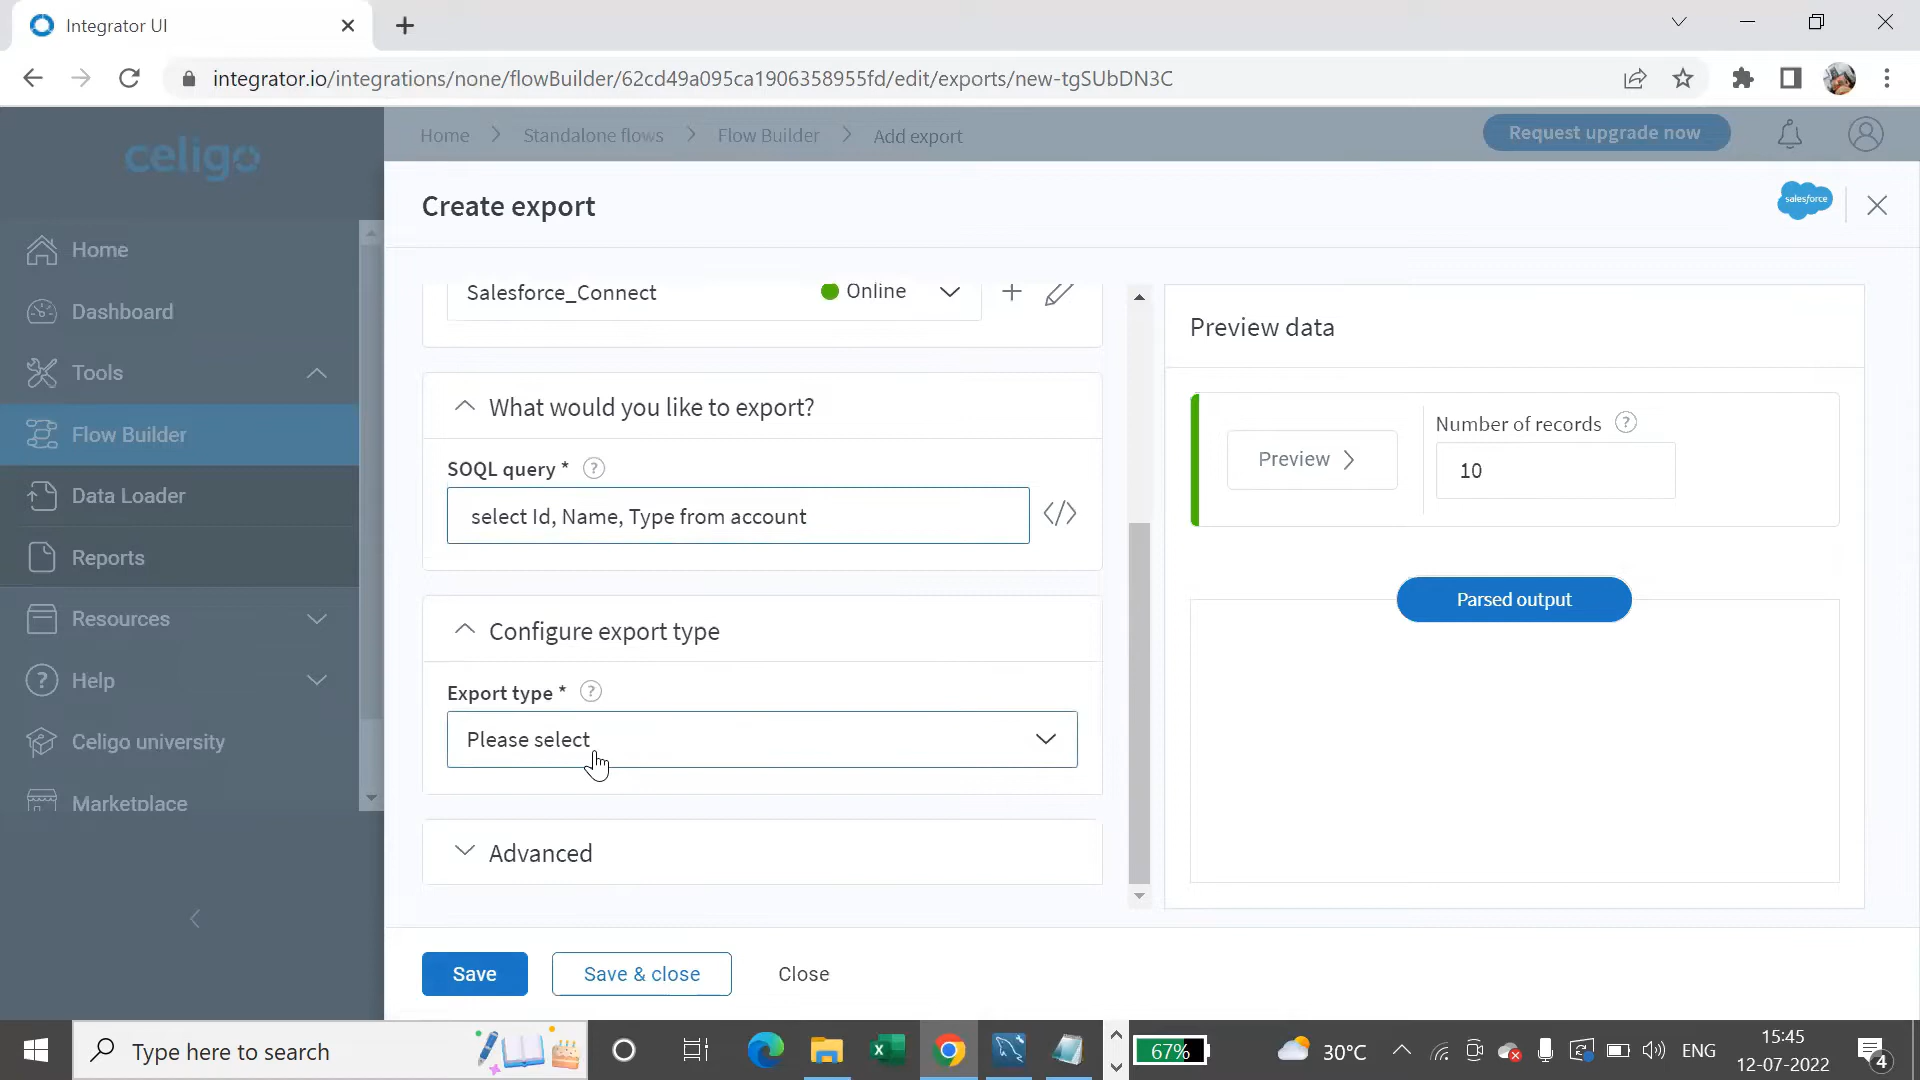 Integrator UI
integrator.io/integrations/none/flowBuilder/62cd49a095ca1906358955fd/edit/exports/new-tgSUbDN3C
celigo
Home > Standalone flows > Flow Builder > Add export
Request upgrade now
Create export
salesforce
Home
Dashboard
Tools
Flow Builder
Data Loader
Reports
Resources
Help
Celigo university
Marketplace
Salesforce_Connect
Online
What would you like to export?
SOQL query *
select Id, Name, Type from account
Configure export type
Export type *
Please select
Advanced
Preview data
Preview
Number of records
10
Parsed output
Save
Save & close
Close
Type here to search
67%
30°C
ENG
15:45
12-07-2022
4